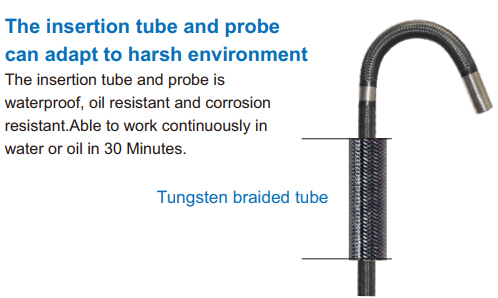 The insertion tube and probe
can adapt to harsh environment
The insertion tube and probe is
waterproof, oil resistant and corrosion
resistant.Able to work continuously in
water or oil in 30 Minutes.
Tungsten braided tube